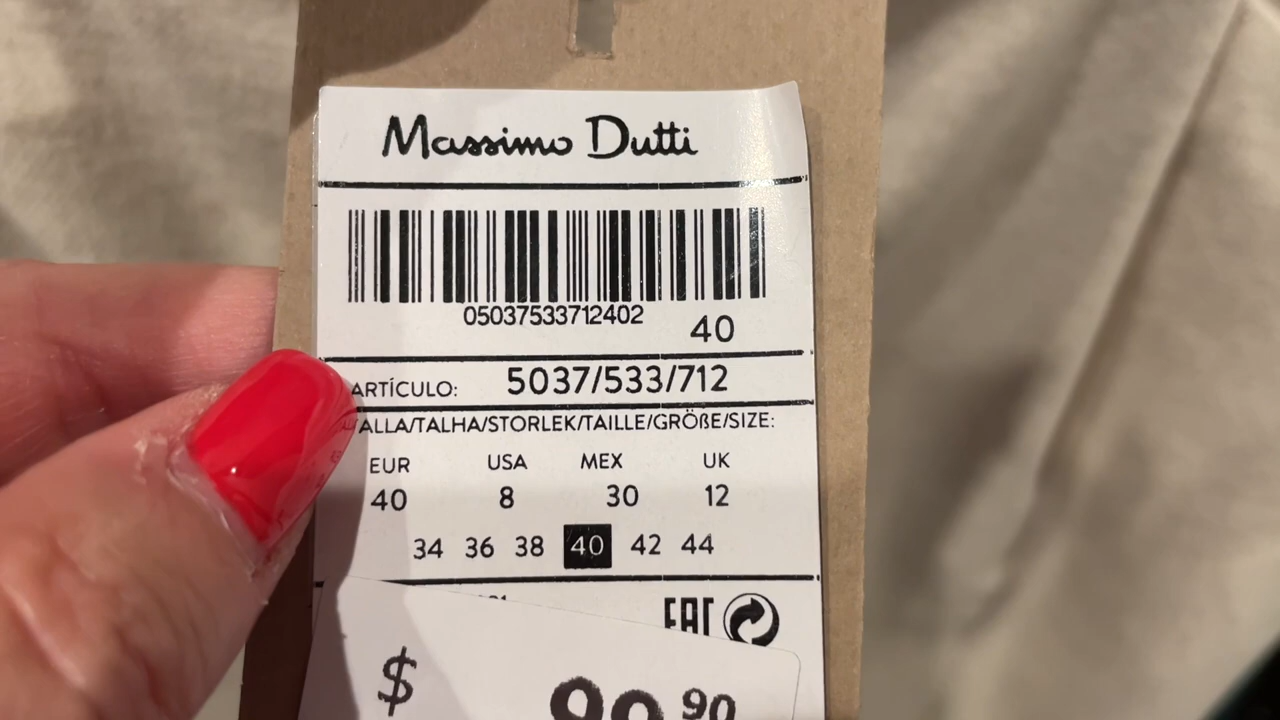 Massimo Dutti
05037533712402
40
ARTÍCULO: 5037/533/712
ALLA/TALHA/STORLEK/TAILLE/GRÖßE/SIZE:
EUR USA MEX UK
40 8 30 12
34 36 38 40 42 44
EAC
$ 90